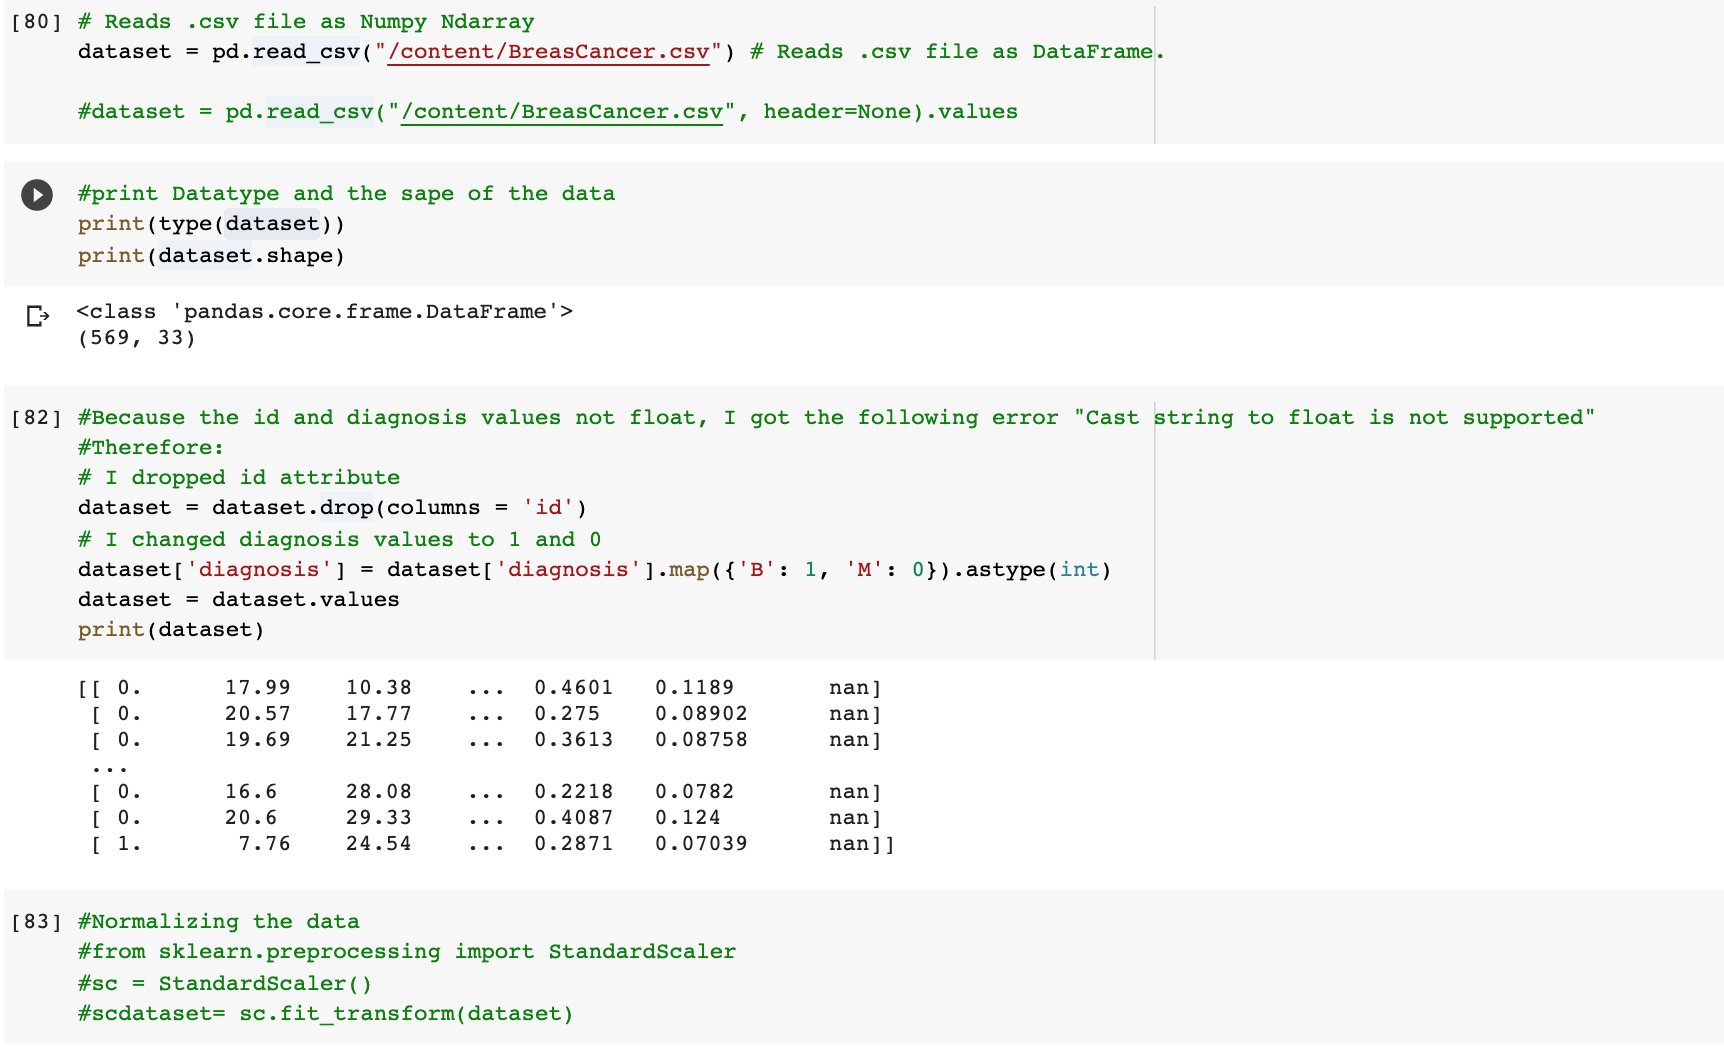 [80] # Reads .csv file as Numpy Ndarray
dataset = pd.read_csv("/content/BreasCancer.csv") # Reads .csv file as DataFrame.
#dataset = pd.read_csv("/content/BreasCancer.csv", header=None).values
#print Datatype and the sape of the data
print(type(dataset))
print(dataset.shape)
<class 'pandas.core.frame.DataFrame'>
(569, 33)
[82] #Because the id and diagnosis values not float, I got the following error "Cast string to float is not supported"
#Therefore:
# I dropped id attribute
dataset = dataset.drop(columns = 'id')
# I changed diagnosis values to 1 and 0
dataset['diagnosis'] = dataset['diagnosis'].map({'B': 1, 'M': 0}).astype(int)
dataset = dataset.values
print(dataset)
[[ 0. 17.99 10.38 ... 0.4601 0.1189 nan]
[ 0. 20.57 17.77 ... 0.275 0.08902 nan]
[ 0. 19.69 21.25 ... 0.3613 0.08758 nan]
...
[ 0. 16.6 28.08 ... 0.2218 0.0782 nan]
[ 0. 20.6 29.33 ... 0.4087 0.124 nan]
[ 1. 7.76 24.54 ... 0.2871 0.07039 nan]]
[83] #Normalizing the data
#from sklearn.preprocessing import StandardScaler
#sc = StandardScaler()
#scdataset= sc.fit_transform(dataset)